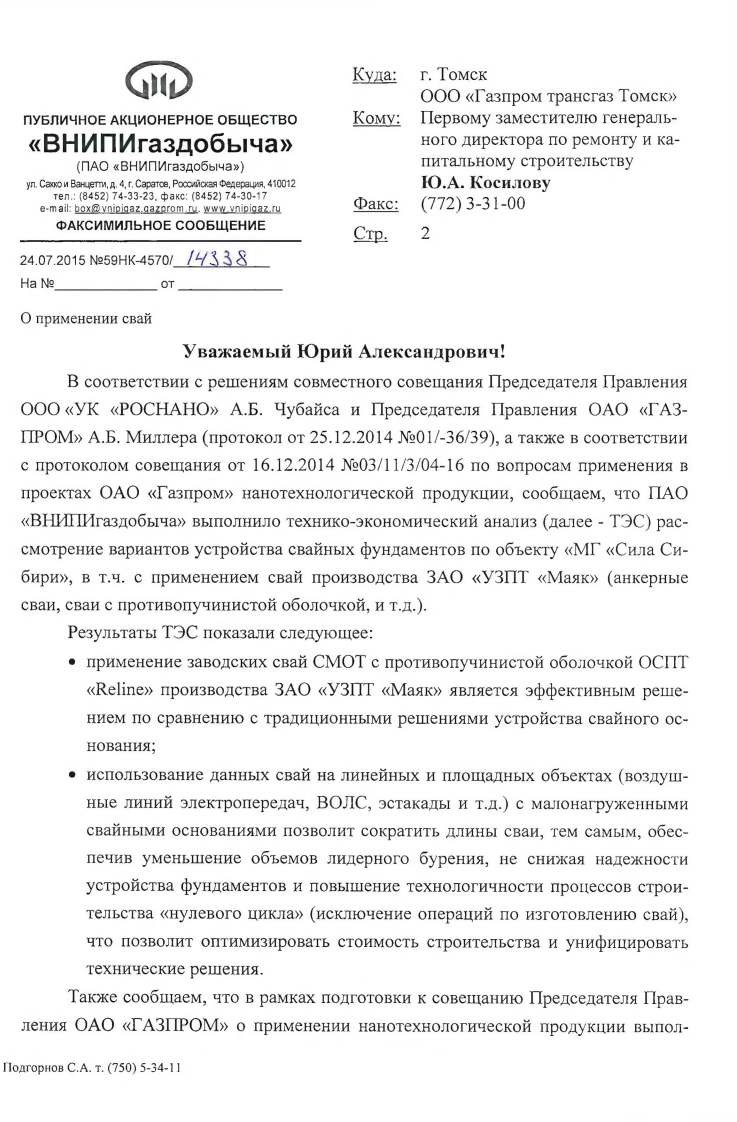 ПУБЛИЧНОЕ АКЦИОНЕРНОЕ ОБЩЕСТВО
«ВНИПИгаздобыча»
(ПАО «ВНИПИгаздобыча»)
ул. Сакко и Ванцетти, д. 4, г. Саратов, Российская Федерация, 410012
тел.: (8452) 74-33-23, факс: (8452) 74-30-17
e-mail: box@vnipigaz.gazprom.ru, www.vnipigaz.ru
ФАКСИМИЛЬНОЕ СООБЩЕНИЕ
24.07.2015 №59НК-4570/ 14338
На № от
Куда: г. Томск
ООО «Газпром трансгаз Томск»
Кому: Первому заместителю генераль-
ного директора по ремонту и ка-
питальному строительству
Ю.А. Косилову
Факс: (772) 3-31-00
Стр. 2
О применении свай
Уважаемый Юрий Александрович!
В соответствии с решениям совместного совещания Председателя Правления
ООО «УК «РОСНАНО» А.Б. Чубайса и Председателя Правления ОАО «ГАЗ-
ПРОМ» А.Б. Миллера (протокол от 25.12.2014 №01/-36/39), а также в соответствии
с протоколом совещания от 16.12.2014 №03/11/3/04-16 по вопросам применения в
проектах ОАО «Газпром» нанотехнологической продукции, сообщаем, что ПАО
«ВНИПИгаздобыча» выполнило технико-экономический анализ (далее - ТЭС) рас-
смотрение вариантов устройства свайных фундаментов по объекту «МГ «Сила Си-
бири», в т.ч. с применением свай производства ЗАО «УЗПТ «Маяк» (анкерные
сваи, сваи с противопучинистой оболочкой, и т.д.).
Результаты ТЭС показали следующее:
• применение заводских свай СМОТ с противопучинистой оболочкой ОСПТ
«Reline» производства ЗАО «УЗПТ «Маяк» является эффективным реше-
нием по сравнению с традиционными решениями устройства свайного ос-
нования;
• использование данных свай на линейных и площадных объектах (воздуш-
ные линий электропередач, ВОЛС, эстакады и т.д.) с малонагруженными
свайными основаниями позволит сократить длины сваи, тем самым, обес-
печив уменьшение объемов лидерного бурения, не снижая надежности
устройства фундаментов и повышение технологичности процессов строи-
тельства «нулевого цикла» (исключение операций по изготовлению свай),
что позволит оптимизировать стоимость строительства и унифицировать
технические решения.
Также сообщаем, что в рамках подготовки к совещанию Председателя Прав-
ления ОАО «ГАЗПРОМ» о применении нанотехнологической продукции выпол-
Подгорнов С.А. т. (750) 5-34-11